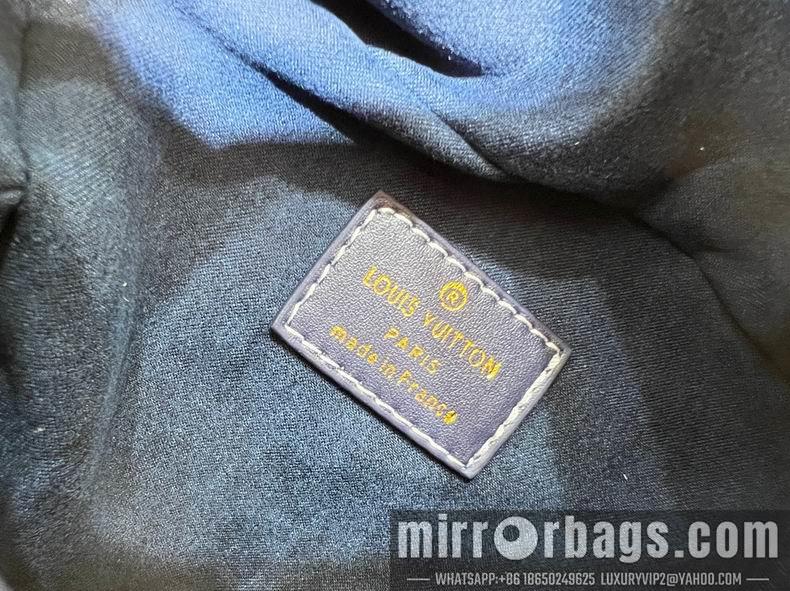 ®
LOUIS VUITTON
PARIS
made in France
mirrorbags.com
WHATSAPP:+86 18650249625 LUXURYVIP2@YAHOO.COM